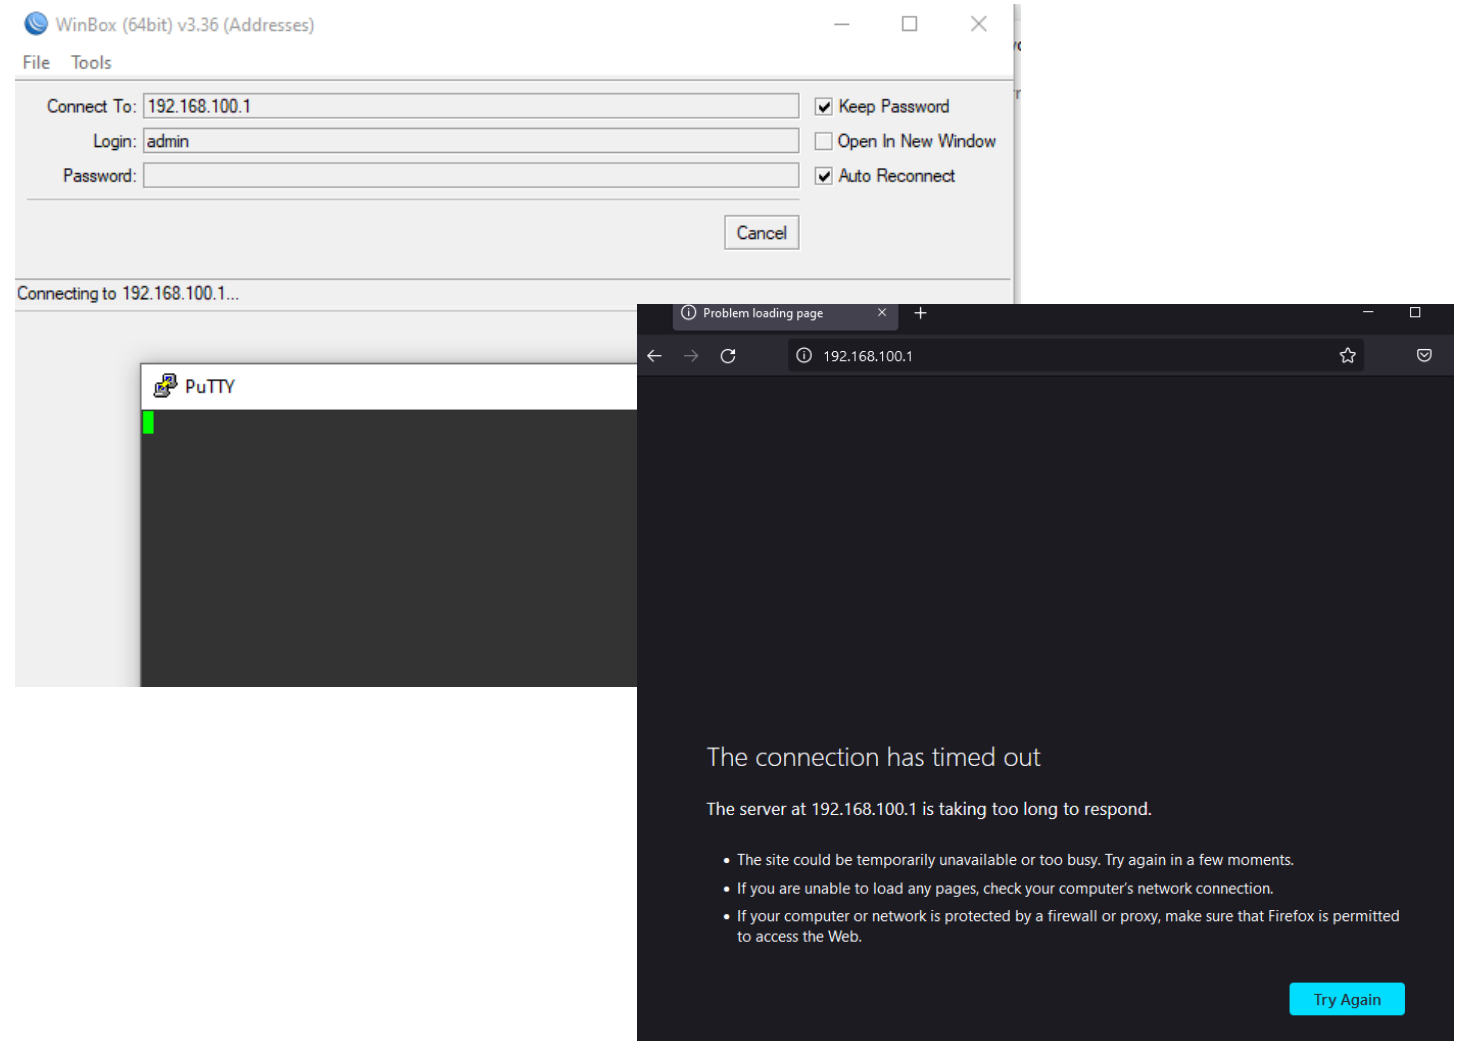 WinBox (64bit) v3.36 (Addresses)
File Tools
Connect To: 192.168.100.1
Keep Password
Login: admin
Open In New Window
Password:
Auto Reconnect
Cancel
Connecting to 192.168.100.1...
PuTTY
Problem loading page
192.168.100.1
The connection has timed out
The server at 192.168.100.1 is taking too long to respond.
• The site could be temporarily unavailable or too busy. Try again in a few moments.
• If you are unable to load any pages, check your computer's network connection.
• If your computer or network is protected by a firewall or proxy, make sure that Firefox is permitted
to access the Web.
Try Again